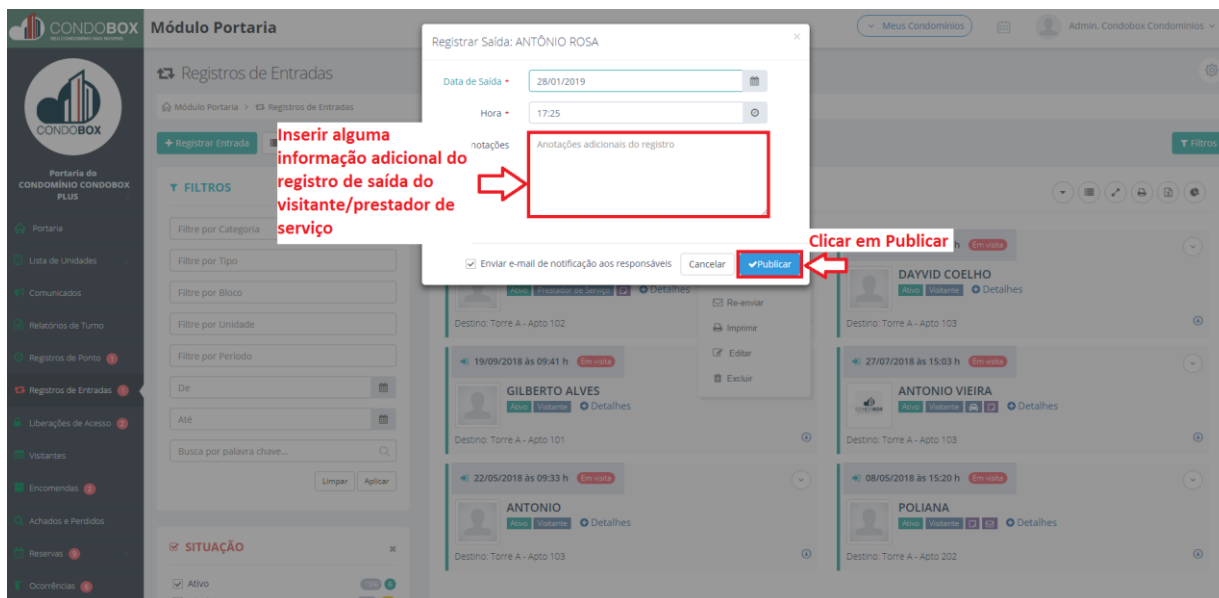 CONDOBOX
Módulo Portaria
Meus Condomínios
Admin. Condobox Condomínios
Registrar Saída: ANTÔNIO ROSA
×
Data de Saída *
28/01/2019
Hora *
17:25
notações
Anotações adicionais do registro
Enviar e-mail de notificação aos responsáveis
Cancelar
Publicar
Inserir alguma
informação adicional do
registro de saída do
visitante/prestador de
serviço
Clicar em Publicar
CONDOBOX
Portaria do
CONDOMÍNIO CONDOBOX
PLUS
Portaria
Lista de Unidades
Comunicados
Relatórios de Turno
Registros de Ponto 1
Registros de Entradas
Liberações de Acesso 2
Visitantes
Encomendas 2
Achados e Perdidos
Reservas 9
Ocorrências
Registros de Entradas
Módulo Portaria > Registros de Entradas
+ Registrar Entrada
Filtros
FILTROS
Filtre por Categoria
Filtre por Tipo
Filtre por Bloco
Filtre por Unidade
Filtre por Período
De
Até
Busca por palavra chave...
Limpar
Aplicar
SITUAÇÃO
Ativo
Ativo Prestador de Serviço Detalhes
Destino: Torre A - Apto 102
Re-enviar
Imprimir
Editar
Excluir
h Em visita
DAYVID COELHO
Ativo Visitante Detalhes
Destino: Torre A - Apto 103
19/09/2018 às 09:41 h Em visita
GILBERTO ALVES
Ativo Visitante Detalhes
Destino: Torre A - Apto 101
27/07/2018 às 15:03 h Em visita
ANTONIO VIEIRA
Ativo Visitante Detalhes
Destino: Torre A - Apto 103
22/05/2018 às 09:33 h Em visita
ANTONIO
Ativo Visitante Detalhes
Destino: Torre A - Apto 103
08/05/2018 às 15:20 h Em visita
POLIANA
Ativo Visitante Detalhes
Destino: Torre A - Apto 202